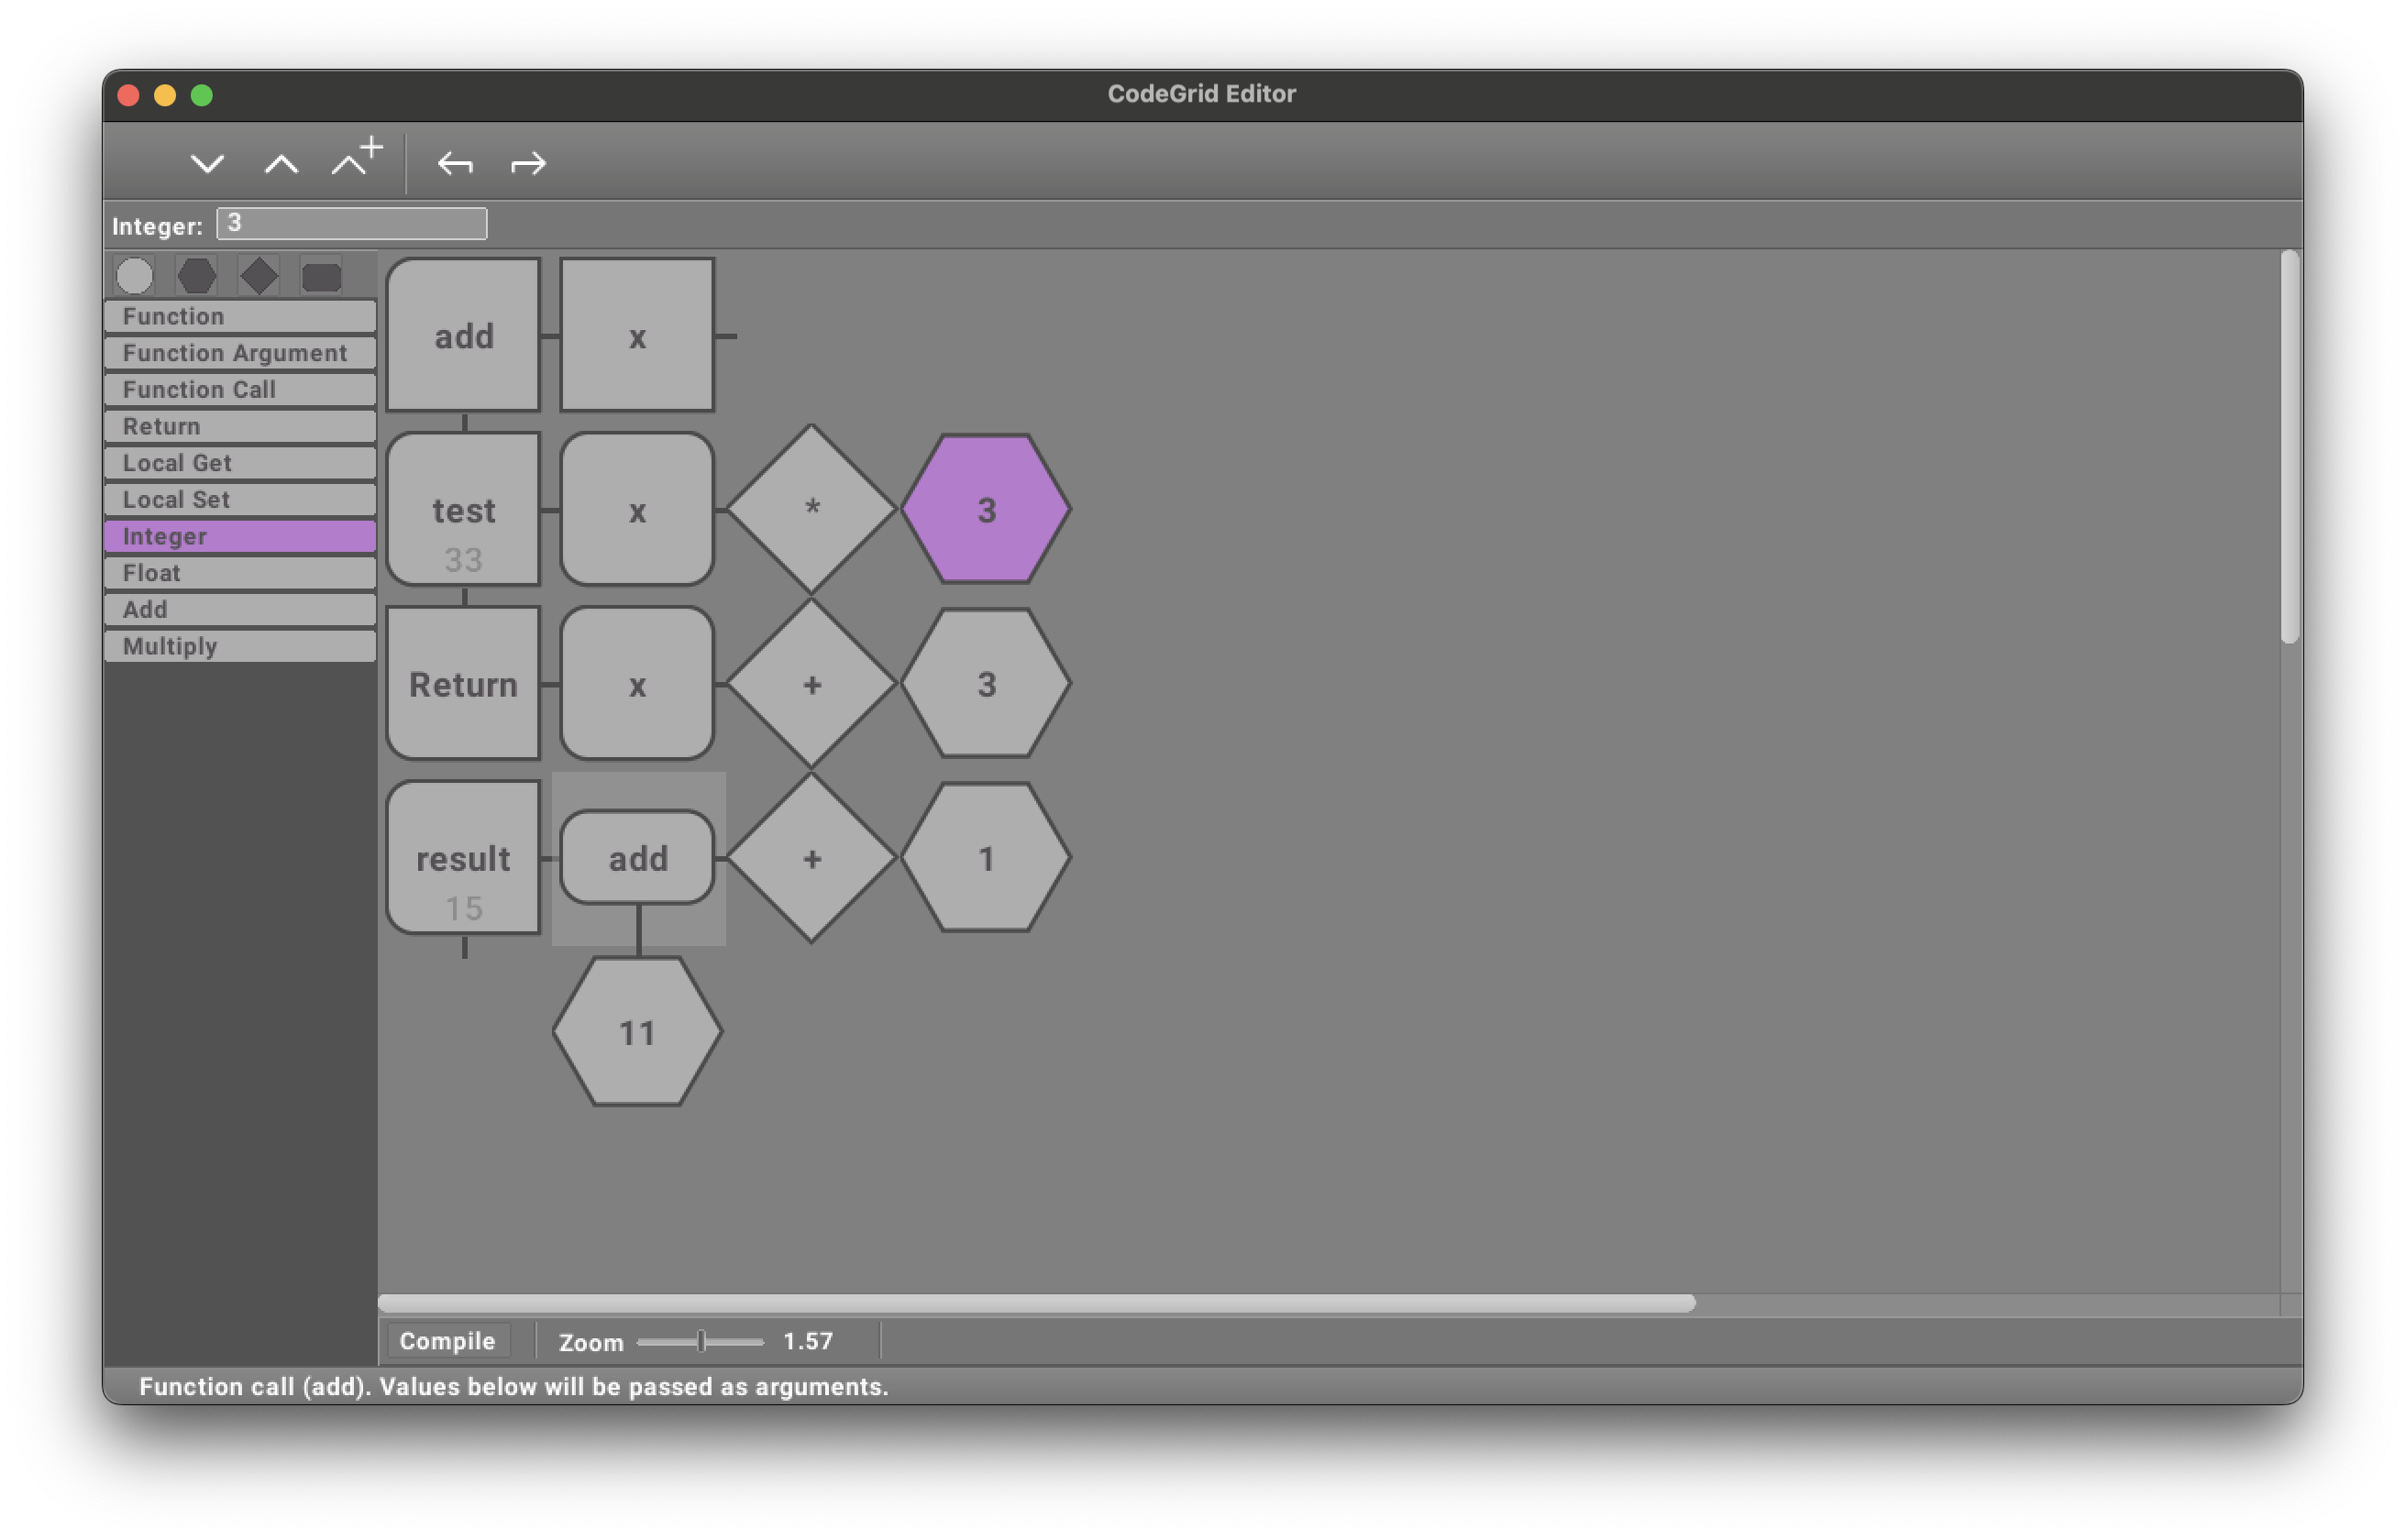 CodeGrid Editor
Integer: 3
Function
Function Argument
Function Call
Return
Local Get
Local Set
Integer
Float
Add
Multiply
add x
test x * 3
33
Return x + 3
result add + 1
15
11
Compile Zoom 1.57
Function call (add). Values below will be passed as arguments.